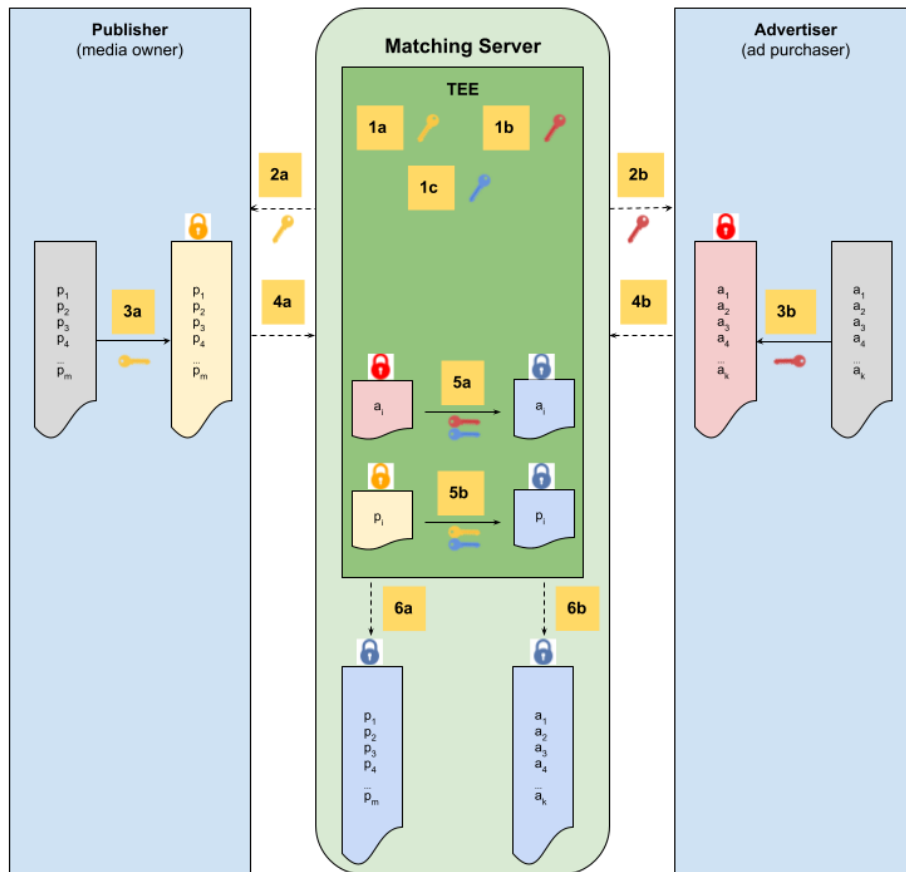 Publisher
(media owner)
Matching Server
Advertiser
(ad purchaser)
TEE
1a
1b
1c
2a
2b
p1
p2
p3
p4
...
pm
3a
p1
p2
p3
p4
...
pm
4a
4b
a1
a2
a3
a4
...
ak
3b
a1
a2
a3
a4
...
ak
ai
5a
ai
pi
5b
pi
6a
6b
p1
p2
p3
p4
...
pm
a1
a2
a3
a4
...
ak